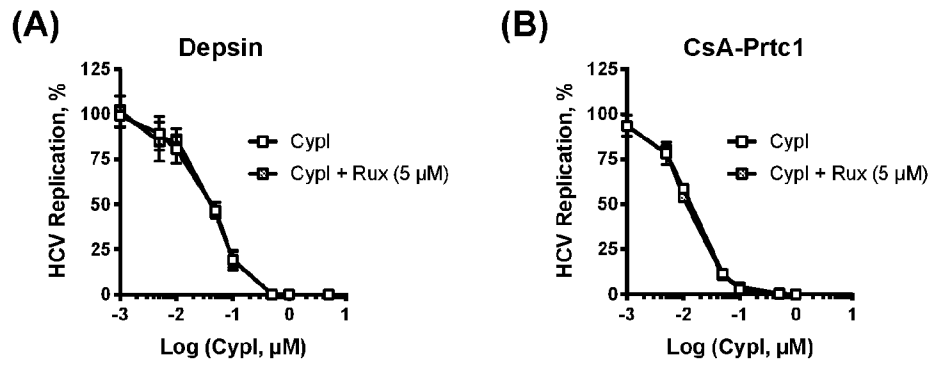 (A)
Depsin
HCV Replication, %
125
100
75
50
25
0
-3 -2 -1 0 1
Log (CypI, µM)
CypI
CypI + Rux (5 µM)
(B)
CsA-Prtc1
HCV Replication, %
125
100
75
50
25
0
-3 -2 -1 0 1
Log (CypI, µM)
CypI
CypI + Rux (5 µM)